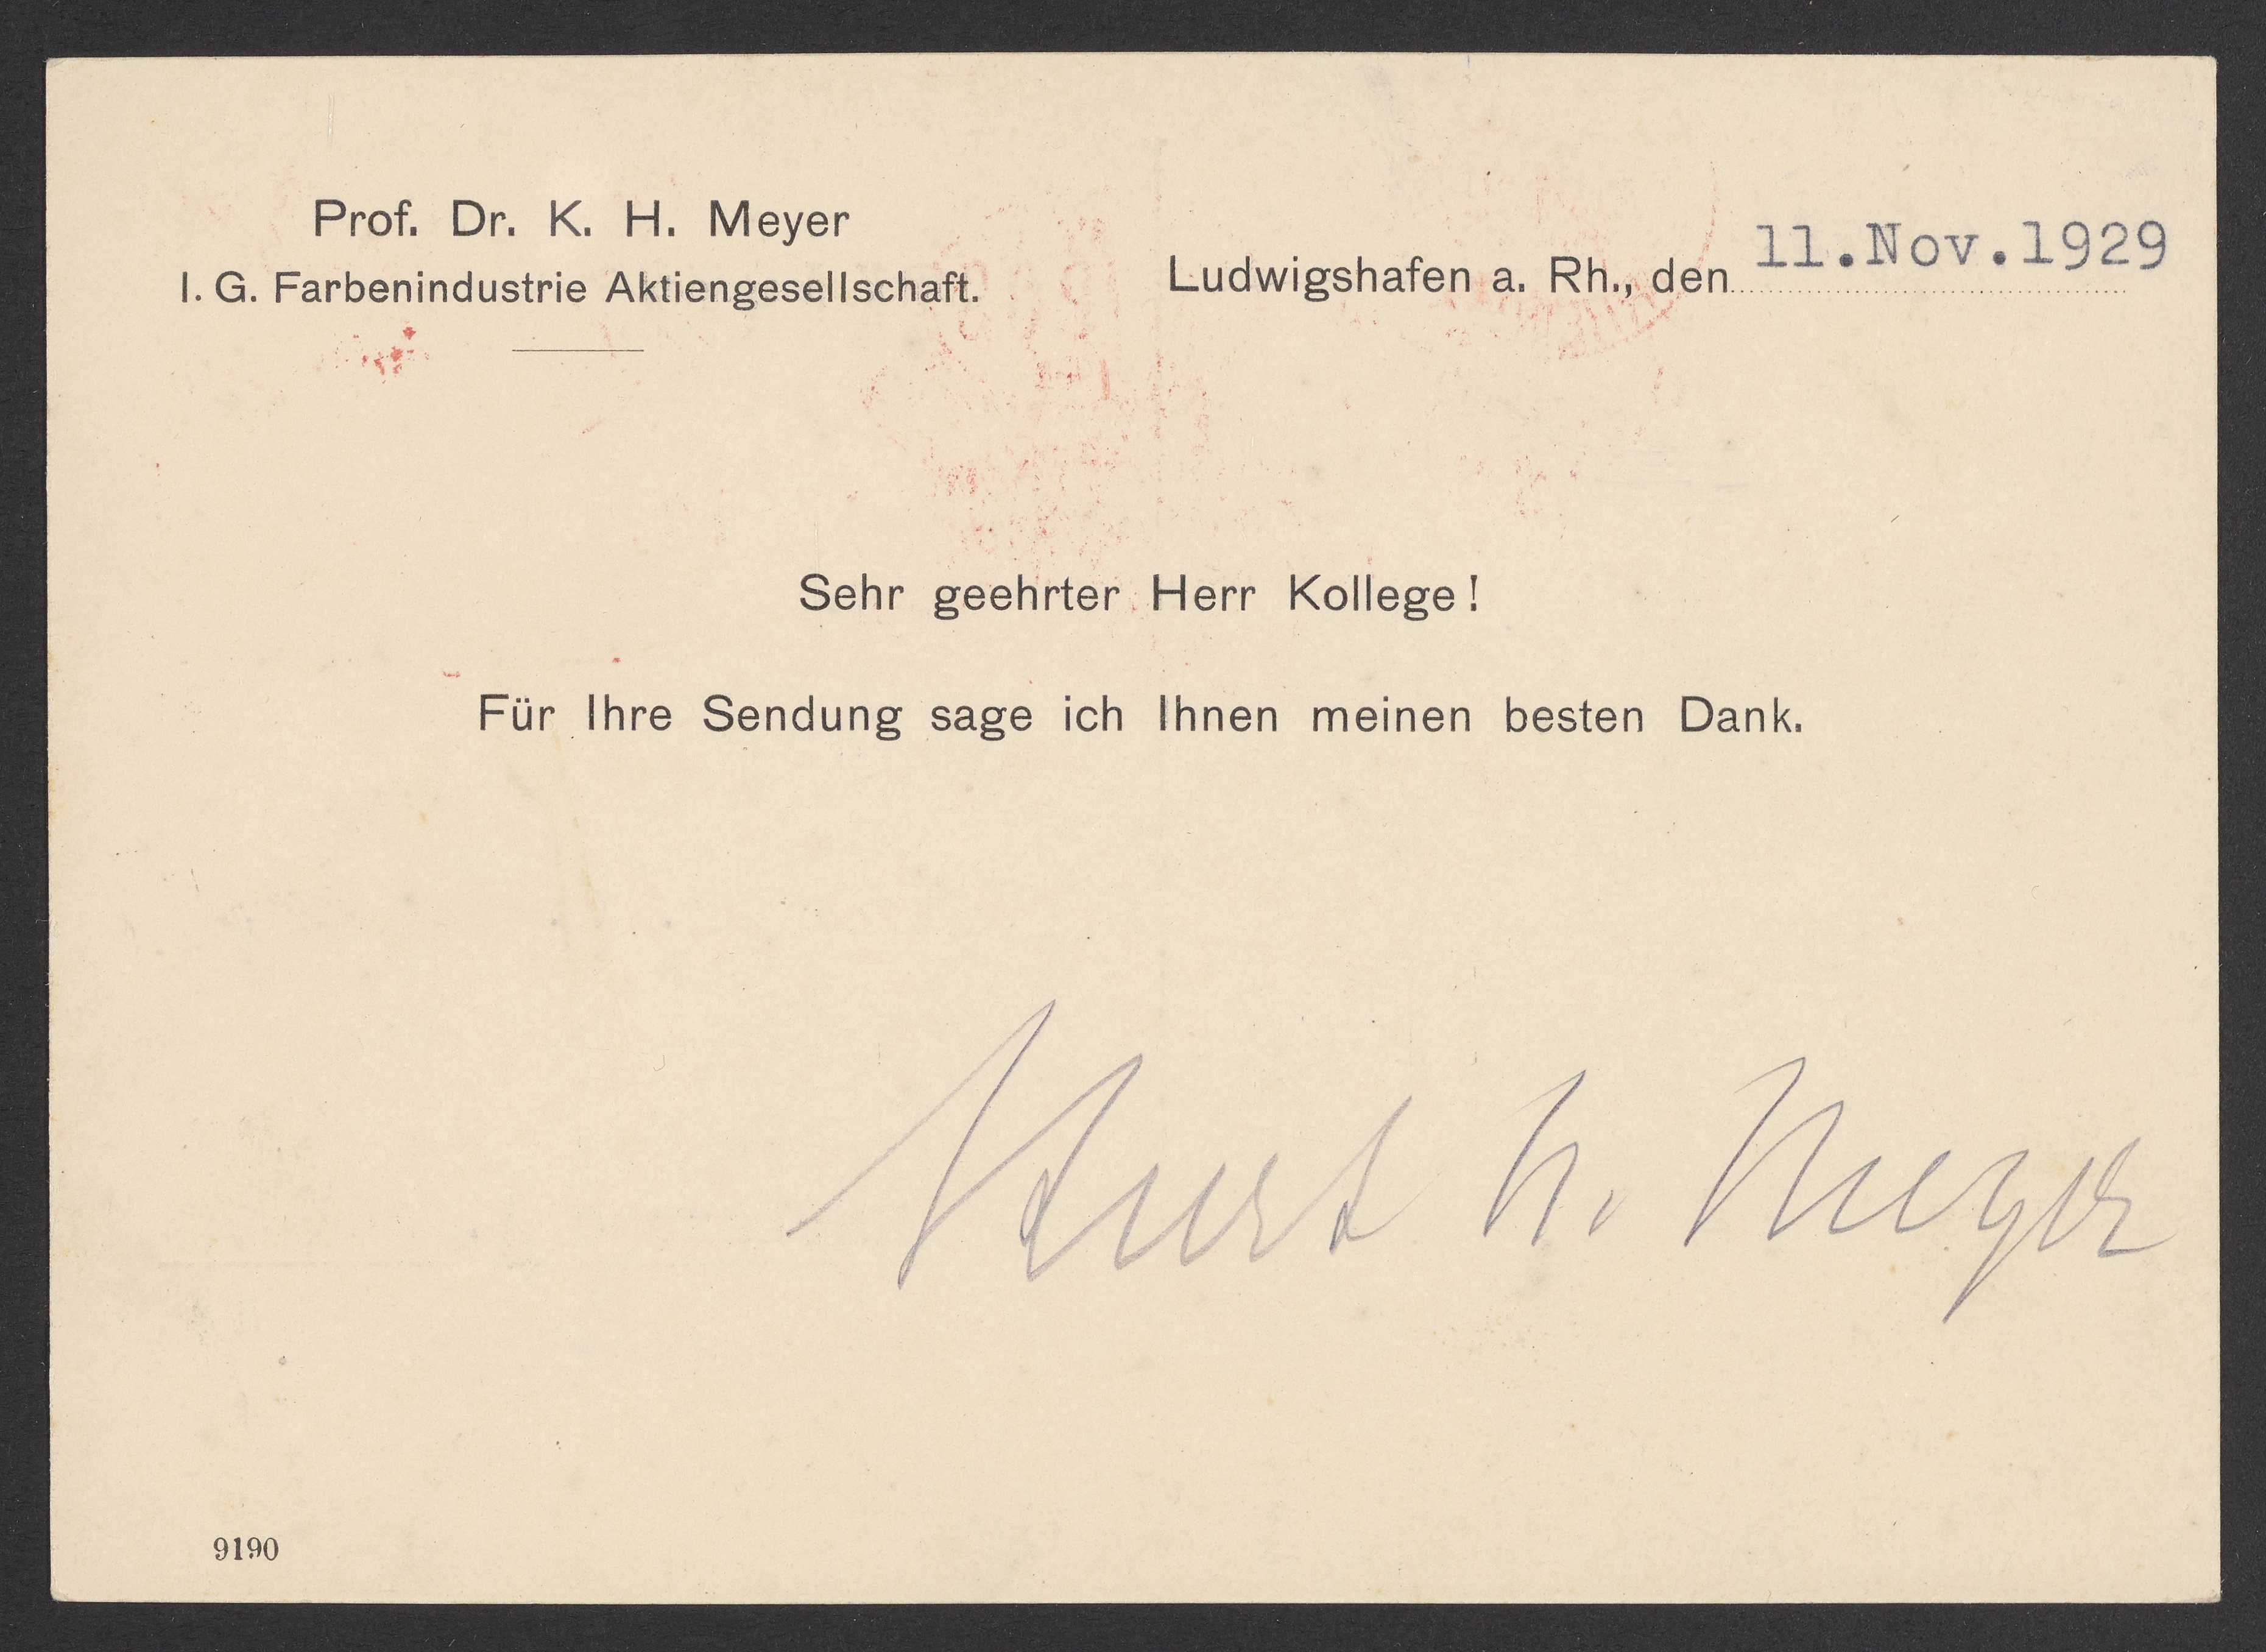 Prof. Dr. K. H. Meyer
I. G. Farbenindustrie Aktiengesellschaft.
Ludwigshafen a. Rh., den 11.Nov.1929
Sehr geehrter Herr Kollege!
Für Ihre Sendung sage ich Ihnen meinen besten Dank.
Kurt H. Meyer
9190